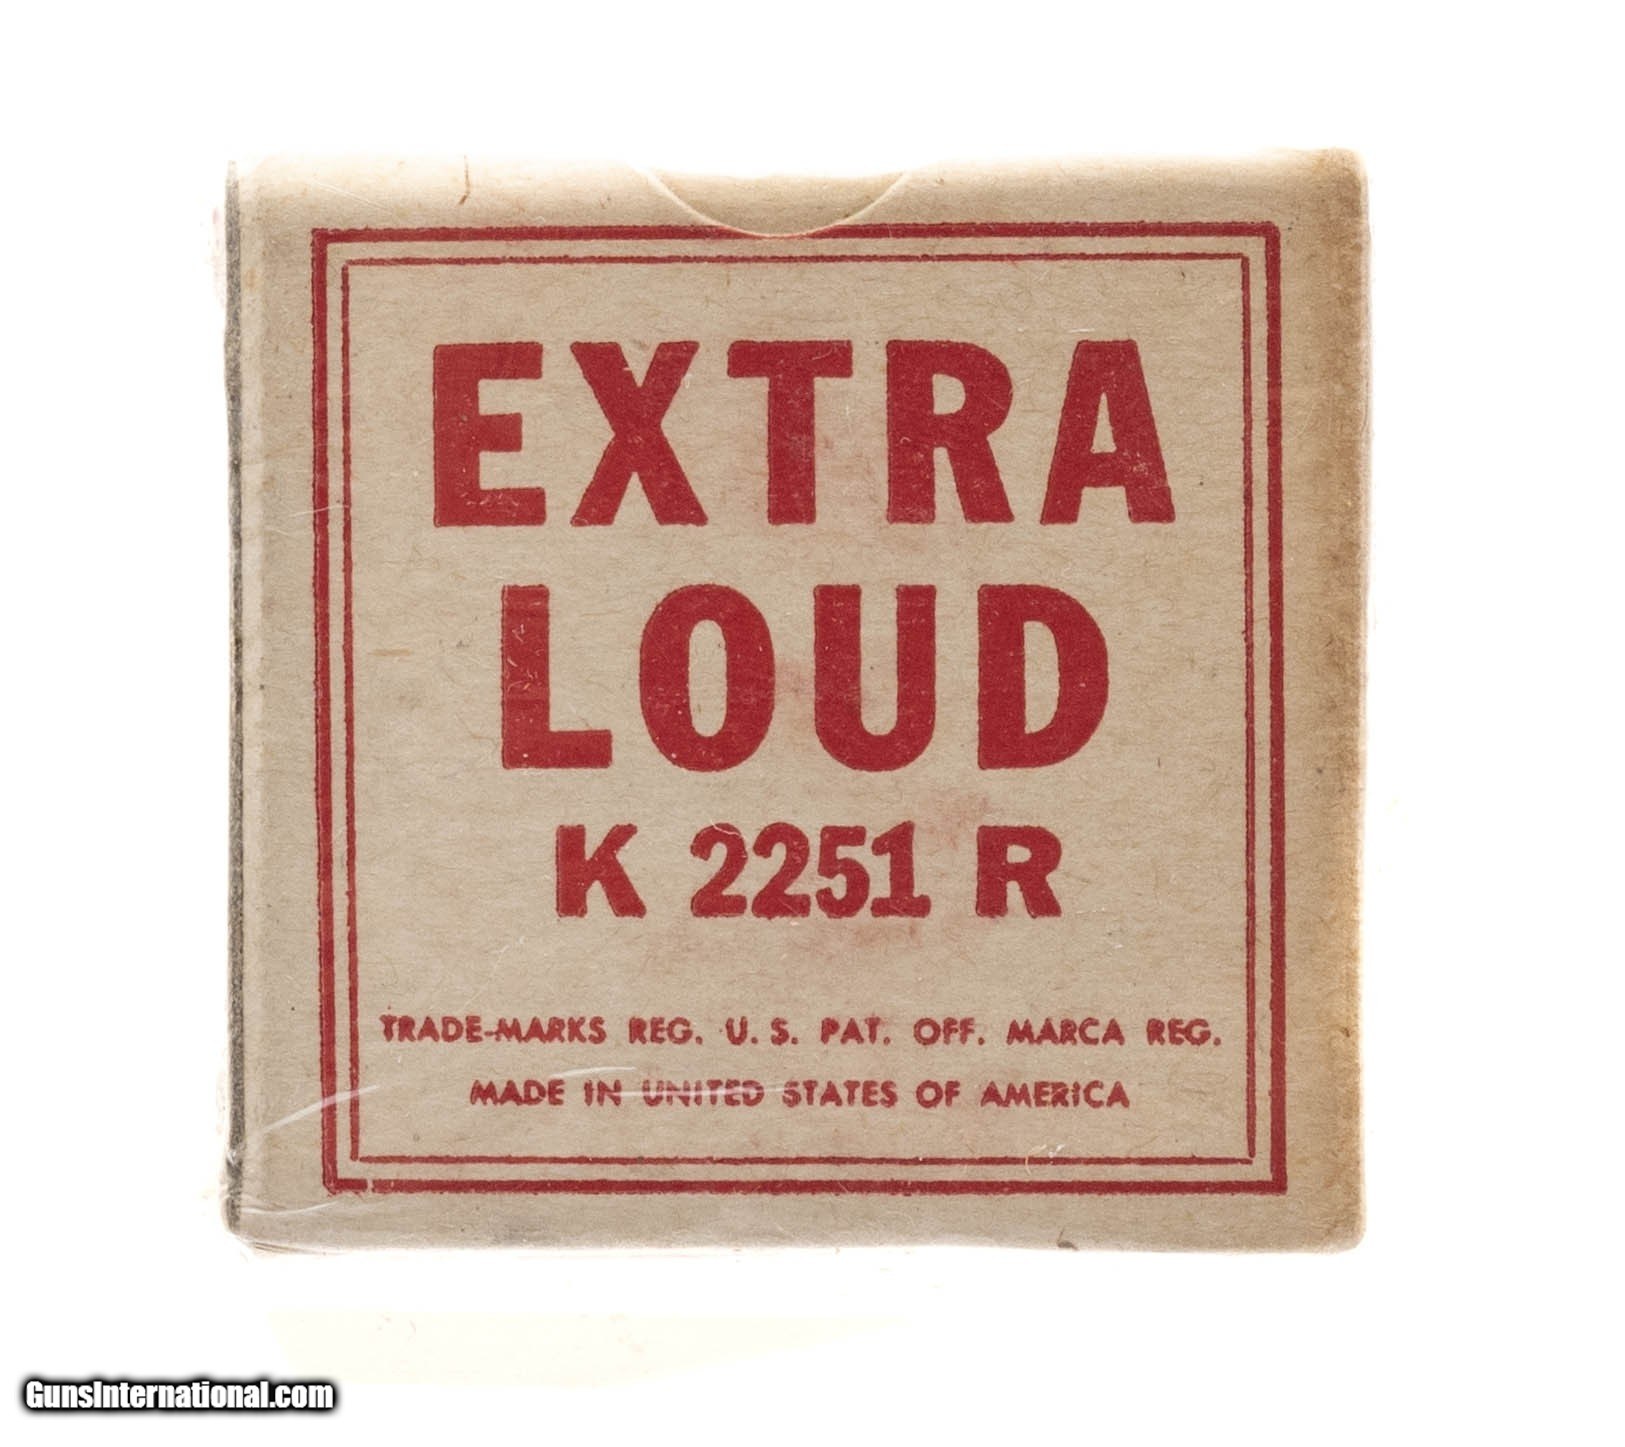 EXTRA
LOUD
K 2251 R
TRADE-MARKS REG. U. S. PAT. OFF. MARCA REG.
MADE IN UNITED STATES OF AMERICA
GunsInternational.com